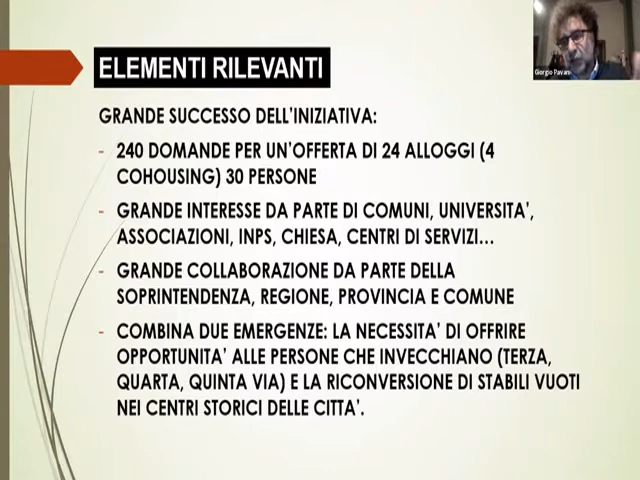 ELEMENTI RILEVANTI
Giorgio Pavan
GRANDE SUCCESSO DELL'INIZIATIVA:
- 240 DOMANDE PER UN'OFFERTA DI 24 ALLOGGI (4
COHOUSING) 30 PERSONE
- GRANDE INTERESSE DA PARTE DI COMUNI, UNIVERSITA',
ASSOCIAZIONI, INPS, CHIESA, CENTRI DI SERVIZI...
- GRANDE COLLABORAZIONE DA PARTE DELLA
SOPRINTENDENZA, REGIONE, PROVINCIA E COMUNE
- COMBINA DUE EMERGENZE: LA NECESSITA' DI OFFRIRE
OPPORTUNITA' ALLE PERSONE CHE INVECCHIANO (TERZA,
QUARTA, QUINTA VIA) E LA RICONVERSIONE DI STABILI VUOTI
NEI CENTRI STORICI DELLE CITTA'.